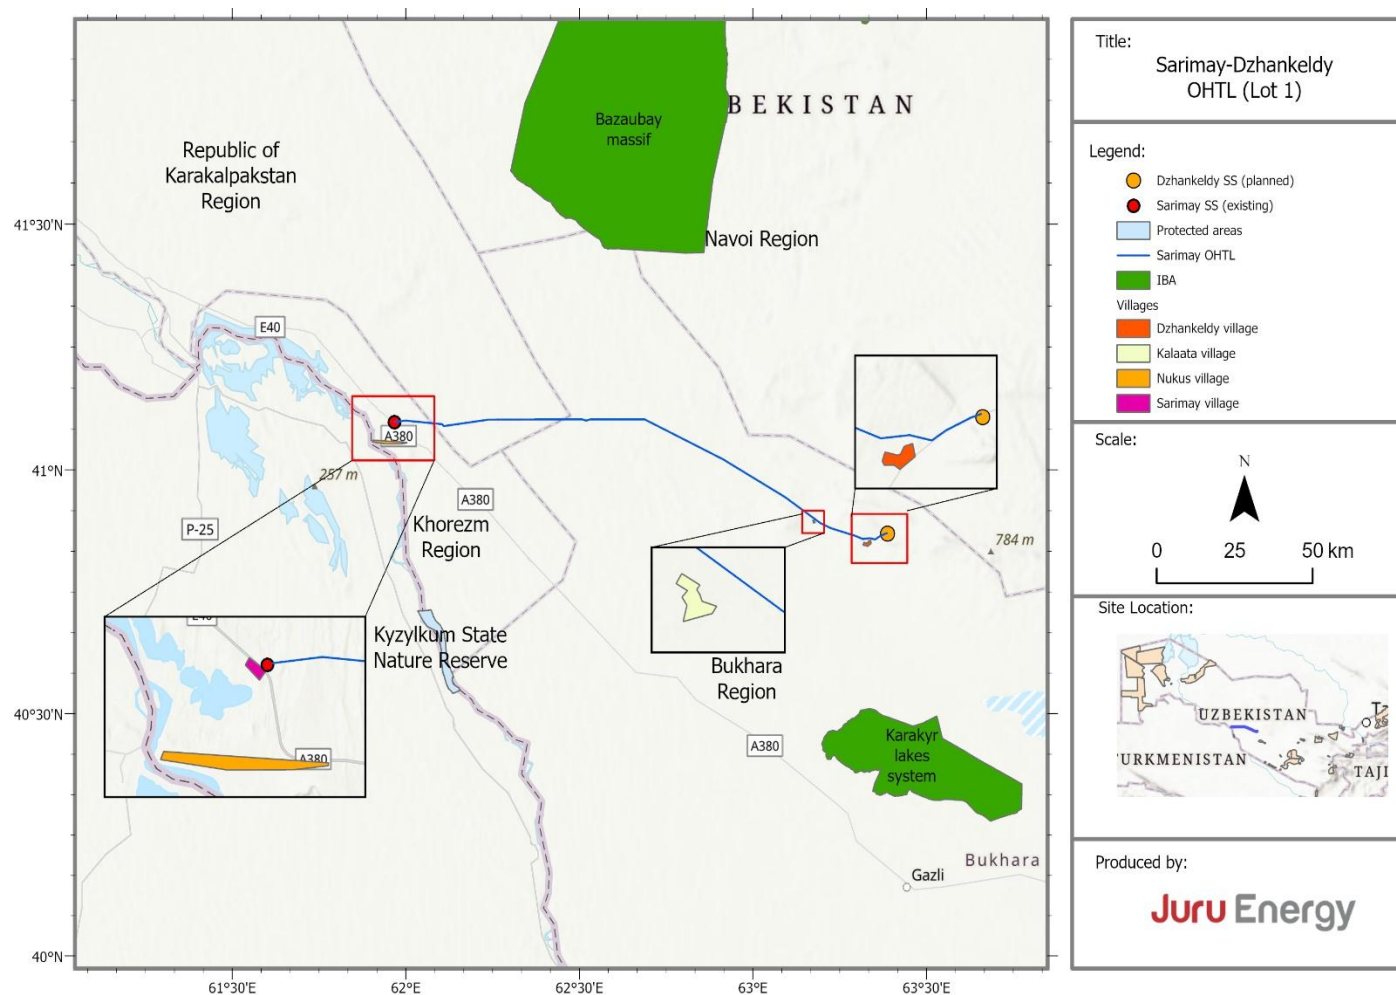 BEKISTAN
Bazaubay
massif
Republic of
Karakalpakstan
Region
Navoi Region
E40
A380
257 m
A380
P-25
Khorezm
Region
784 m
Kyzylkum State
Nature Reserve
Bukhara
Region
E40
A380
A380
Karakyr
lakes
system
Bukhara
Gazli
41°30'N
41°N
40°30'N
40°N
61°30'E
62°E
62°30'E
63°E
63°30'E
Title:
Sarimay-Dzhankeldy
OHTL (Lot 1)
Legend:
Dzhankeldy SS (planned)
Sarimay SS (existing)
Protected areas
Sarimay OHTL
IBA
Villages
Dzhankeldy village
Kalaata village
Nukus village
Sarimay village
Scale:
N
0 25 50 km
Site Location:
UZBEKISTAN
T
URKMENISTAN
TAJI
Produced by:
Juru Energy